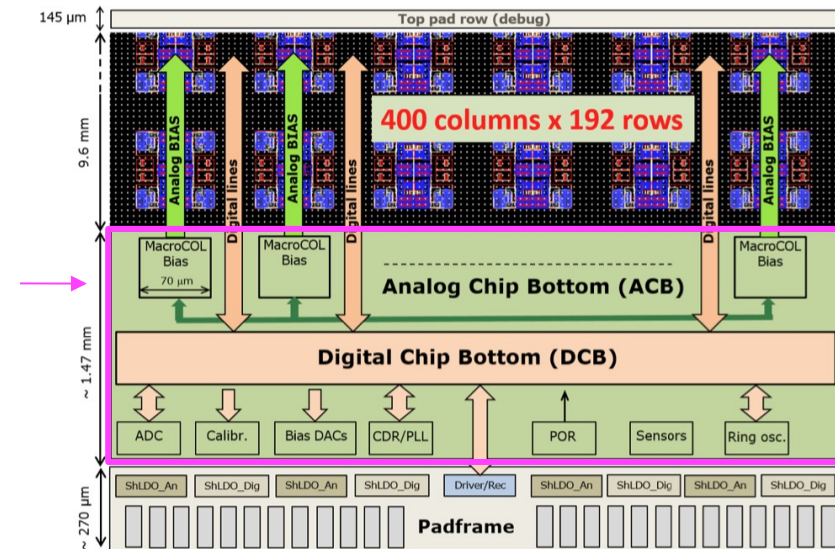 145 µm
Top pad row (debug)
9.6 mm
Analog BIAS
Digital lines
Analog BIAS
Digital lines
400 columns x 192 rows
Digital lines
Analog BIAS
MacroCOL
Bias
70 µm
MacroCOL
Bias
MacroCOL
Bias
Analog Chip Bottom (ACB)
~ 1.47 mm
Digital Chip Bottom (DCB)
ADC
Calibr.
Bias DACs
CDR/PLL
POR
Sensors
Ring osc.
~ 270 µm
ShLDO_An
ShLDO_Dig
ShLDO_An
ShLDO_Dig
Driver/Rec
ShLDO_An
ShLDO_Dig
ShLDO_An
ShLDO_Dig
Padframe